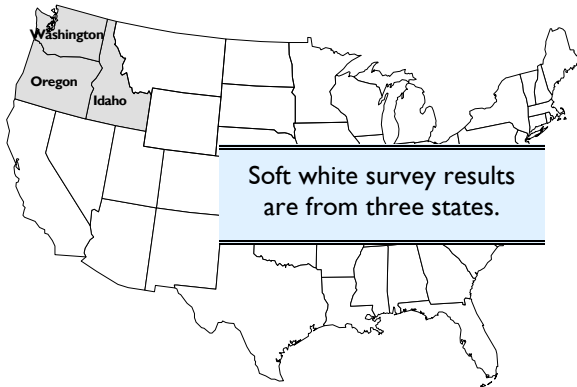 Washington
Oregon
Idaho
Soft white survey results
are from three states.